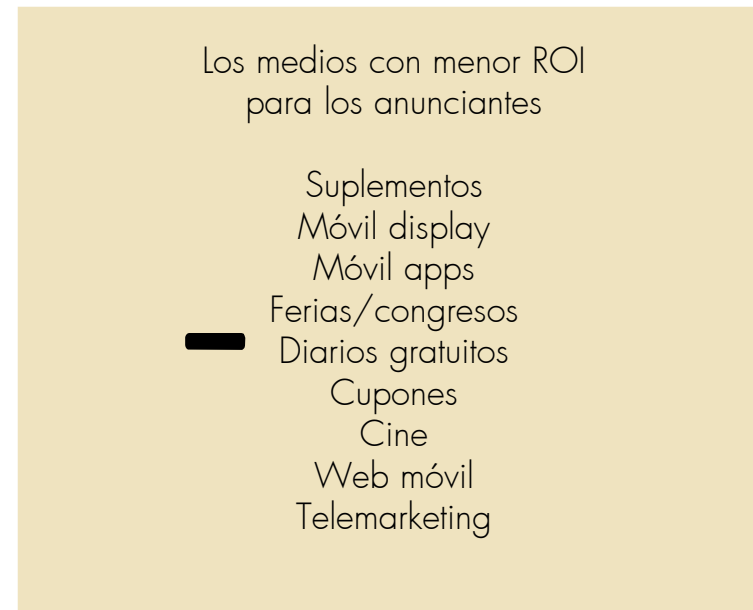 Los medios con menor ROI
para los anunciantes
Suplementos
Móvil display
Móvil apps
Ferias/congresos
Diarios gratuitos
Cupones
Cine
Web móvil
Telemarketing